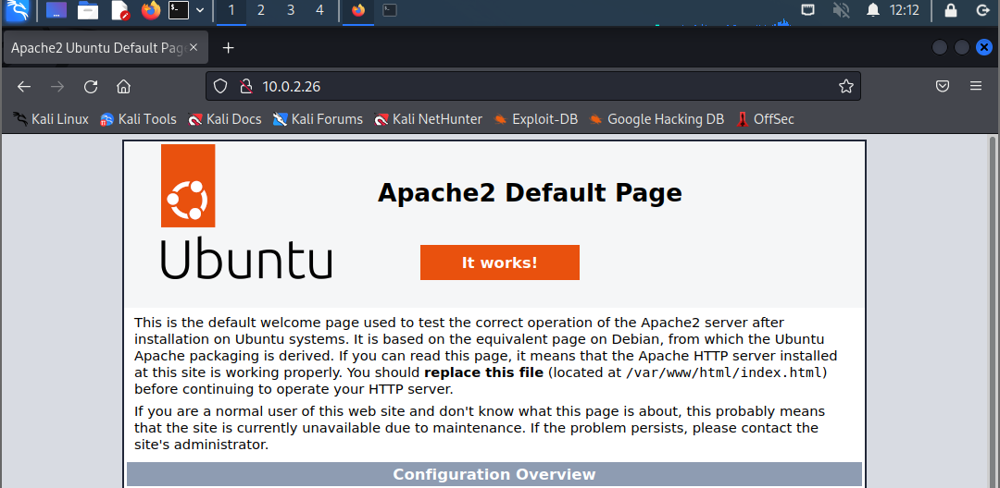 1 2 3 4 12:12
Apache2 Ubuntu Default Pag
10.0.2.26
Kali Linux Kali Tools Kali Docs Kali Forums Kali NetHunter Exploit-DB Google Hacking DB OffSec
Apache2 Default Page
Ubuntu
It works!
This is the default welcome page used to test the correct operation of the Apache2 server after
installation on Ubuntu systems. It is based on the equivalent page on Debian, from which the Ubuntu
Apache packaging is derived. If you can read this page, it means that the Apache HTTP server installed
at this site is working properly. You should replace this file (located at /var/www/html/index.html)
before continuing to operate your HTTP server.
If you are a normal user of this web site and don't know what this page is about, this probably means
that the site is currently unavailable due to maintenance. If the problem persists, please contact the
site's administrator.
Configuration Overview